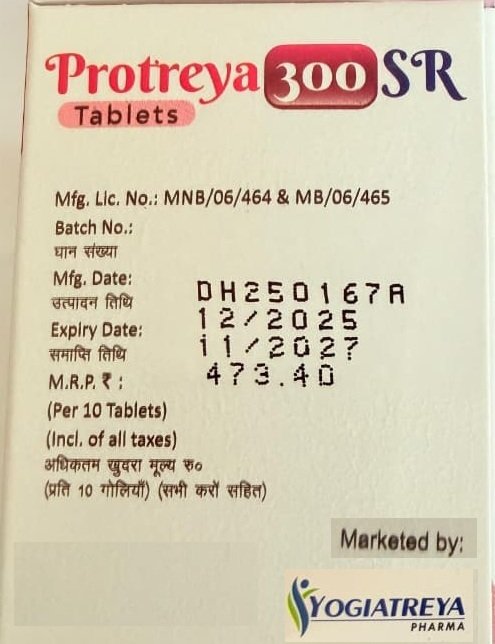 Protreya 300 SR
Tablets
Mfg. Lic. No.: MNB/06/464 & MB/06/465
Batch No.:
घान संख्या
Mfg. Date:
उत्पादन तिथि
DH250167A
Expiry Date:
12/2025
समाप्ति तिथि
11/2027
M.R.P. ₹ :
473.40
(Per 10 Tablets)
(Incl. of all taxes)
अधिकतम खुदरा मूल्य रु०
(प्रति 10 गोलियाँ) (सभी करों सहित)
Marketed by:
YOGIATREYA
PHARMA